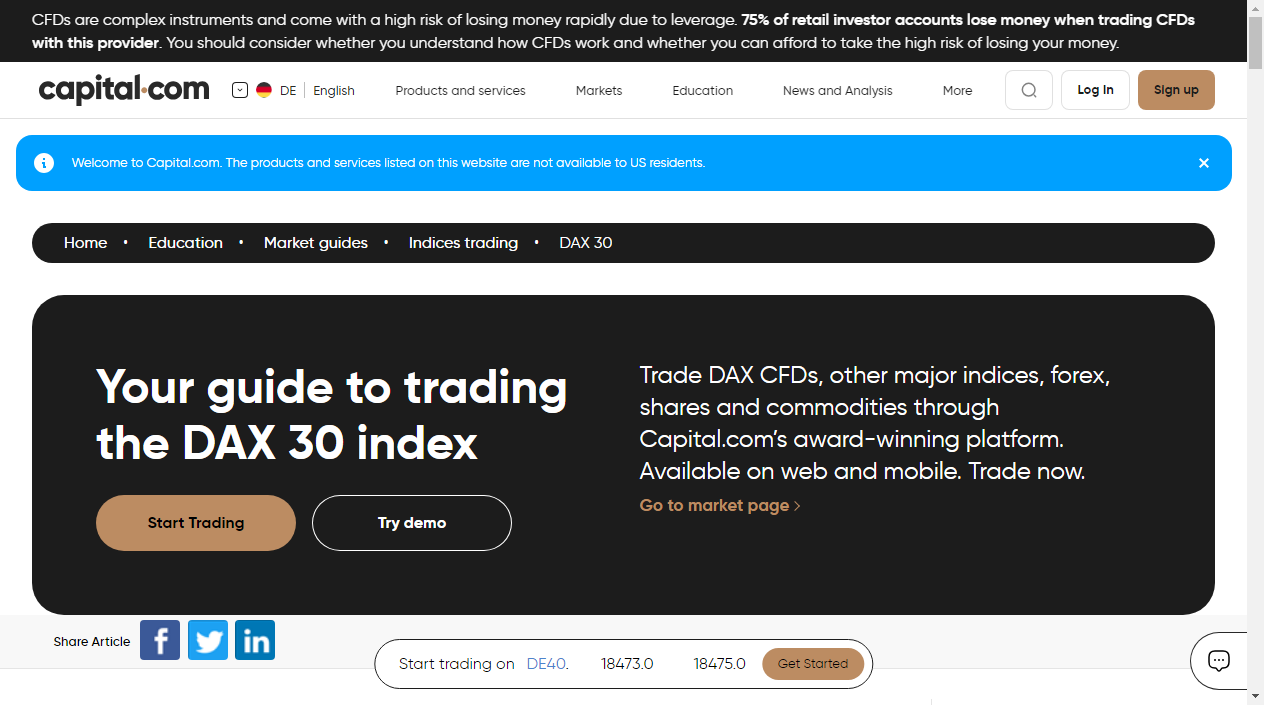 CFDs are complex instruments and come with a high risk of losing money rapidly due to leverage. 75% of retail investor accounts lose money when trading CFDs
with this provider. You should consider whether you understand how CFDs work and whether you can afford to take the high risk of losing your money.
capital.com DE English Products and services Markets Education News and Analysis More Log In Sign up
Welcome to Capital.com. The products and services listed on this website are not available to US residents.
Home • Education • Market guides • Indices trading • DAX 30
Your guide to trading
the DAX 30 index
Start Trading Try demo
Trade DAX CFDs, other major indices, forex,
shares and commodities through
Capital.com’s award-winning platform.
Available on web and mobile. Trade now.
Go to market page
Share Article
Start trading on DE40. 18473.0 18475.0 Get Started